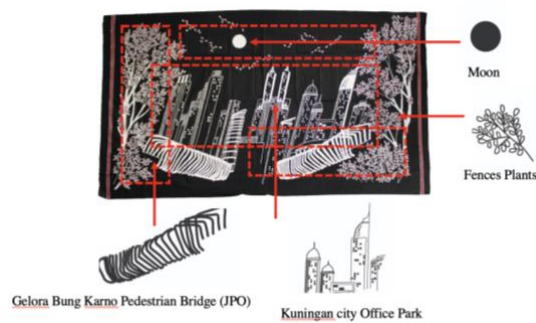 Moon
Fences Plants
Gelora Bung Karno Pedestrian Bridge (JPO)
Kuningan city Office Park